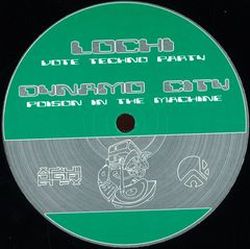 LOCHI
VOTE TECHNO PARTY
DYNAMO CITY
POISON IN THE MACHINE